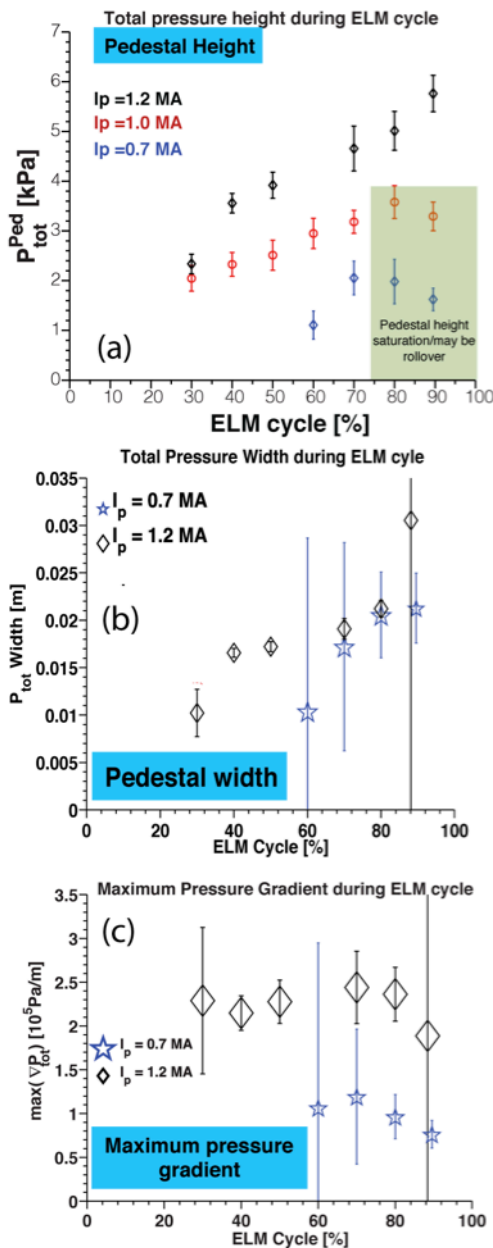 Total pressure height during ELM cycle
Pedestal Height
Ip =1.2 MA
Ip =1.0 MA
Ip =0.7 MA
P_tot^Ped [kPa]
7
6
5
4
3
2
1
0
(a)
Pedestal height
saturation/may be
rollover
0 10 20 30 40 50 60 70 80 90 100
ELM cycle [%]
Total Pressure Width during ELM cyle
I_p = 0.7 MA
I_p = 1.2 MA
P_tot Width [m]
0.035
0.03
0.025
0.02
0.015
0.01
0.005
0
(b)
Pedestal width
0 20 40 60 80 100
ELM Cycle [%]
Maximum Pressure Gradient during ELM cycle
(c)
max(∇P_tot) [10^5Pa/m]
3.5
3
2.5
2
1.5
1
0.5
0
I_p = 0.7 MA
I_p = 1.2 MA
Maximum pressure
gradient
0 20 40 60 80 100
ELM Cycle [%]